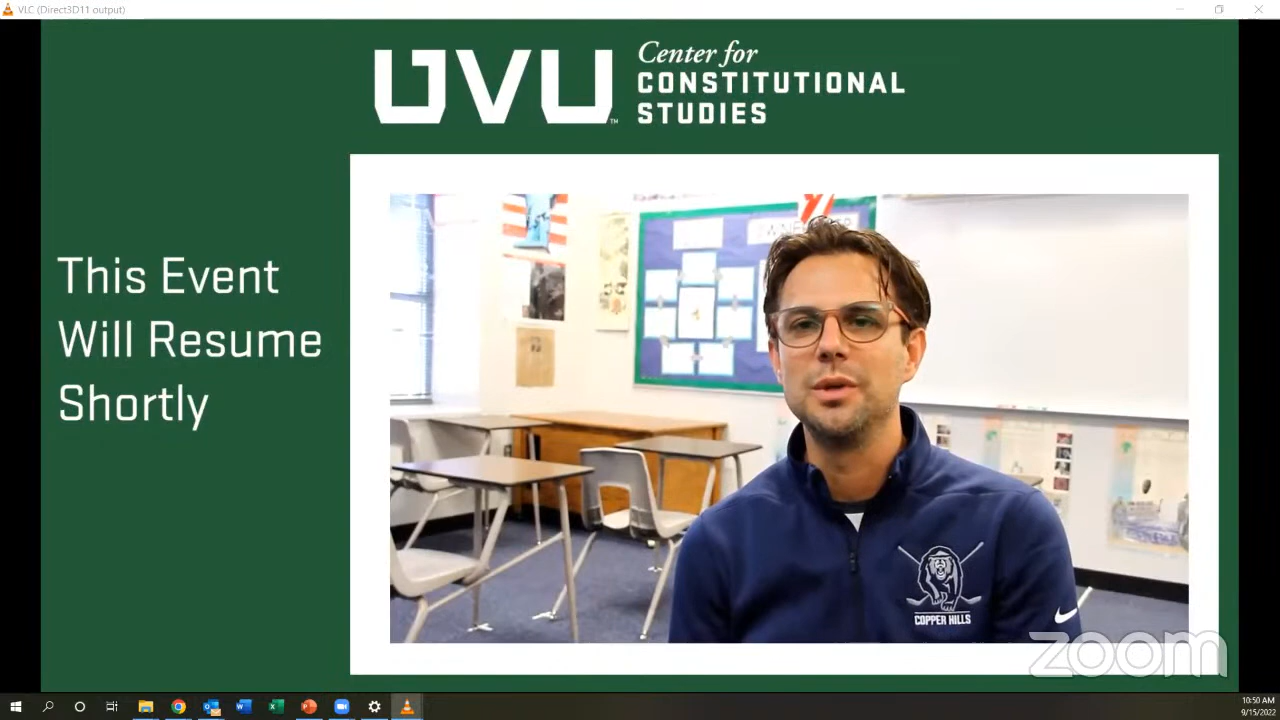 VLC (Direct3D11 output)
UVU
™
Center for
CONSTITUTIONAL
STUDIES
This Event
Will Resume
Shortly
COPPER HILLS
zoom
10:50 AM
9/15/2022